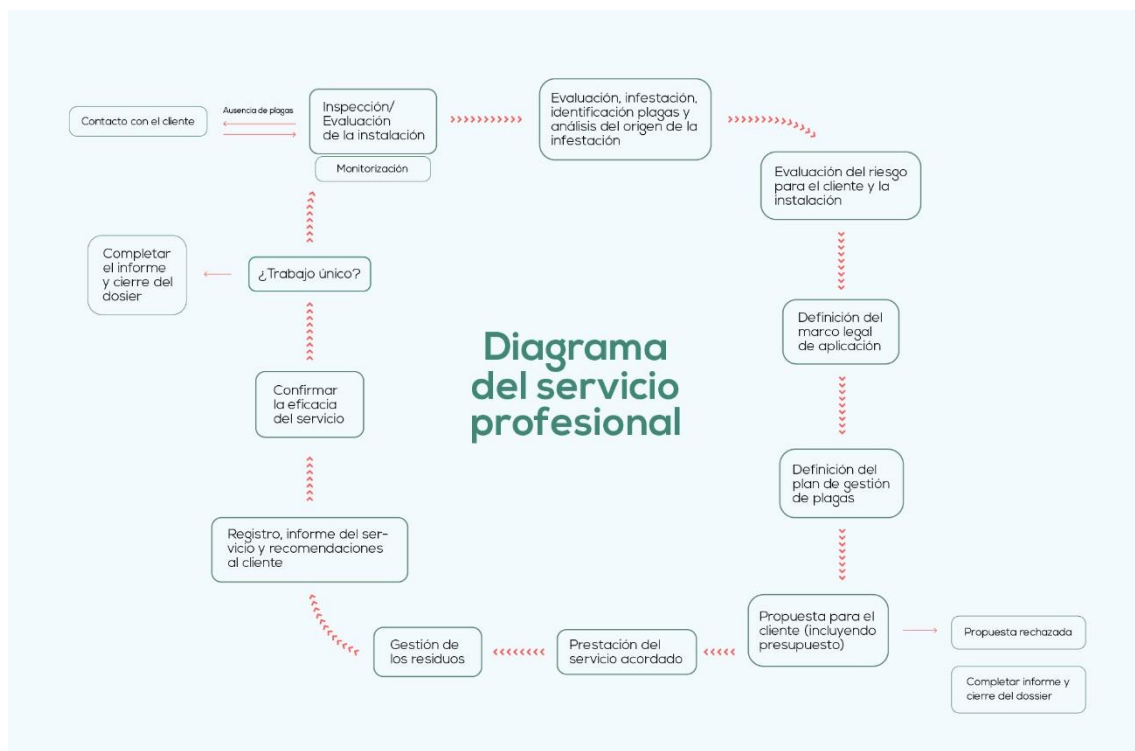 Contacto con el cliente
Ausencia de plagas
Inspección/
Evaluación
de la instalación
Monitorización
Evaluación, infestación,
identificación plagas y
análisis del origen de la
infestación
Evaluación del riesgo
para el cliente y la
instalación
Definición del
marco legal
de aplicación
Definición del
plan de gestión
de plagas
Propuesta para el
cliente (incluyendo
presupuesto)
Propuesta rechazada
Completar informe y
cierre del dossier
Prestación del
servicio acordado
Gestión de
los residuos
Registro, informe del ser-
vicio y recomendaciones
al cliente
Confirmar
la eficacia
del servicio
¿Trabajo único?
Completar
el informe
y cierre del
dosier
Diagrama
del servicio
profesional